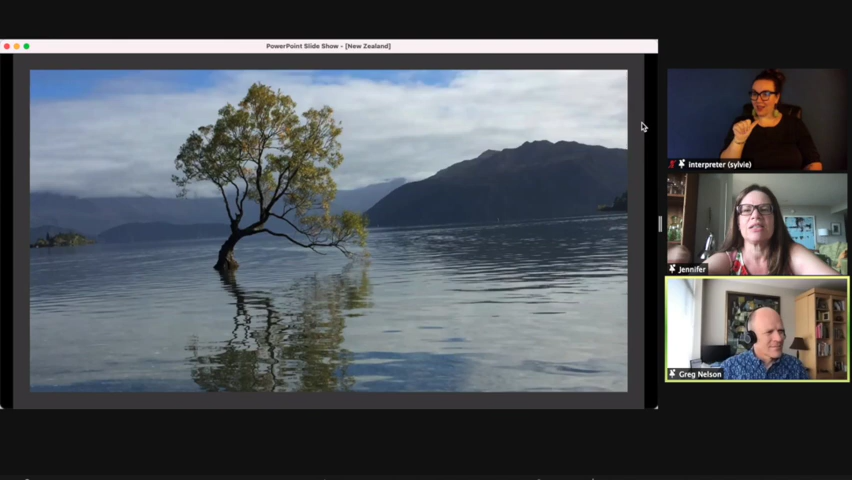 PowerPoint Slide Show - [New Zealand]
interpreter (sylvie)
Jennifer
Greg Nelson